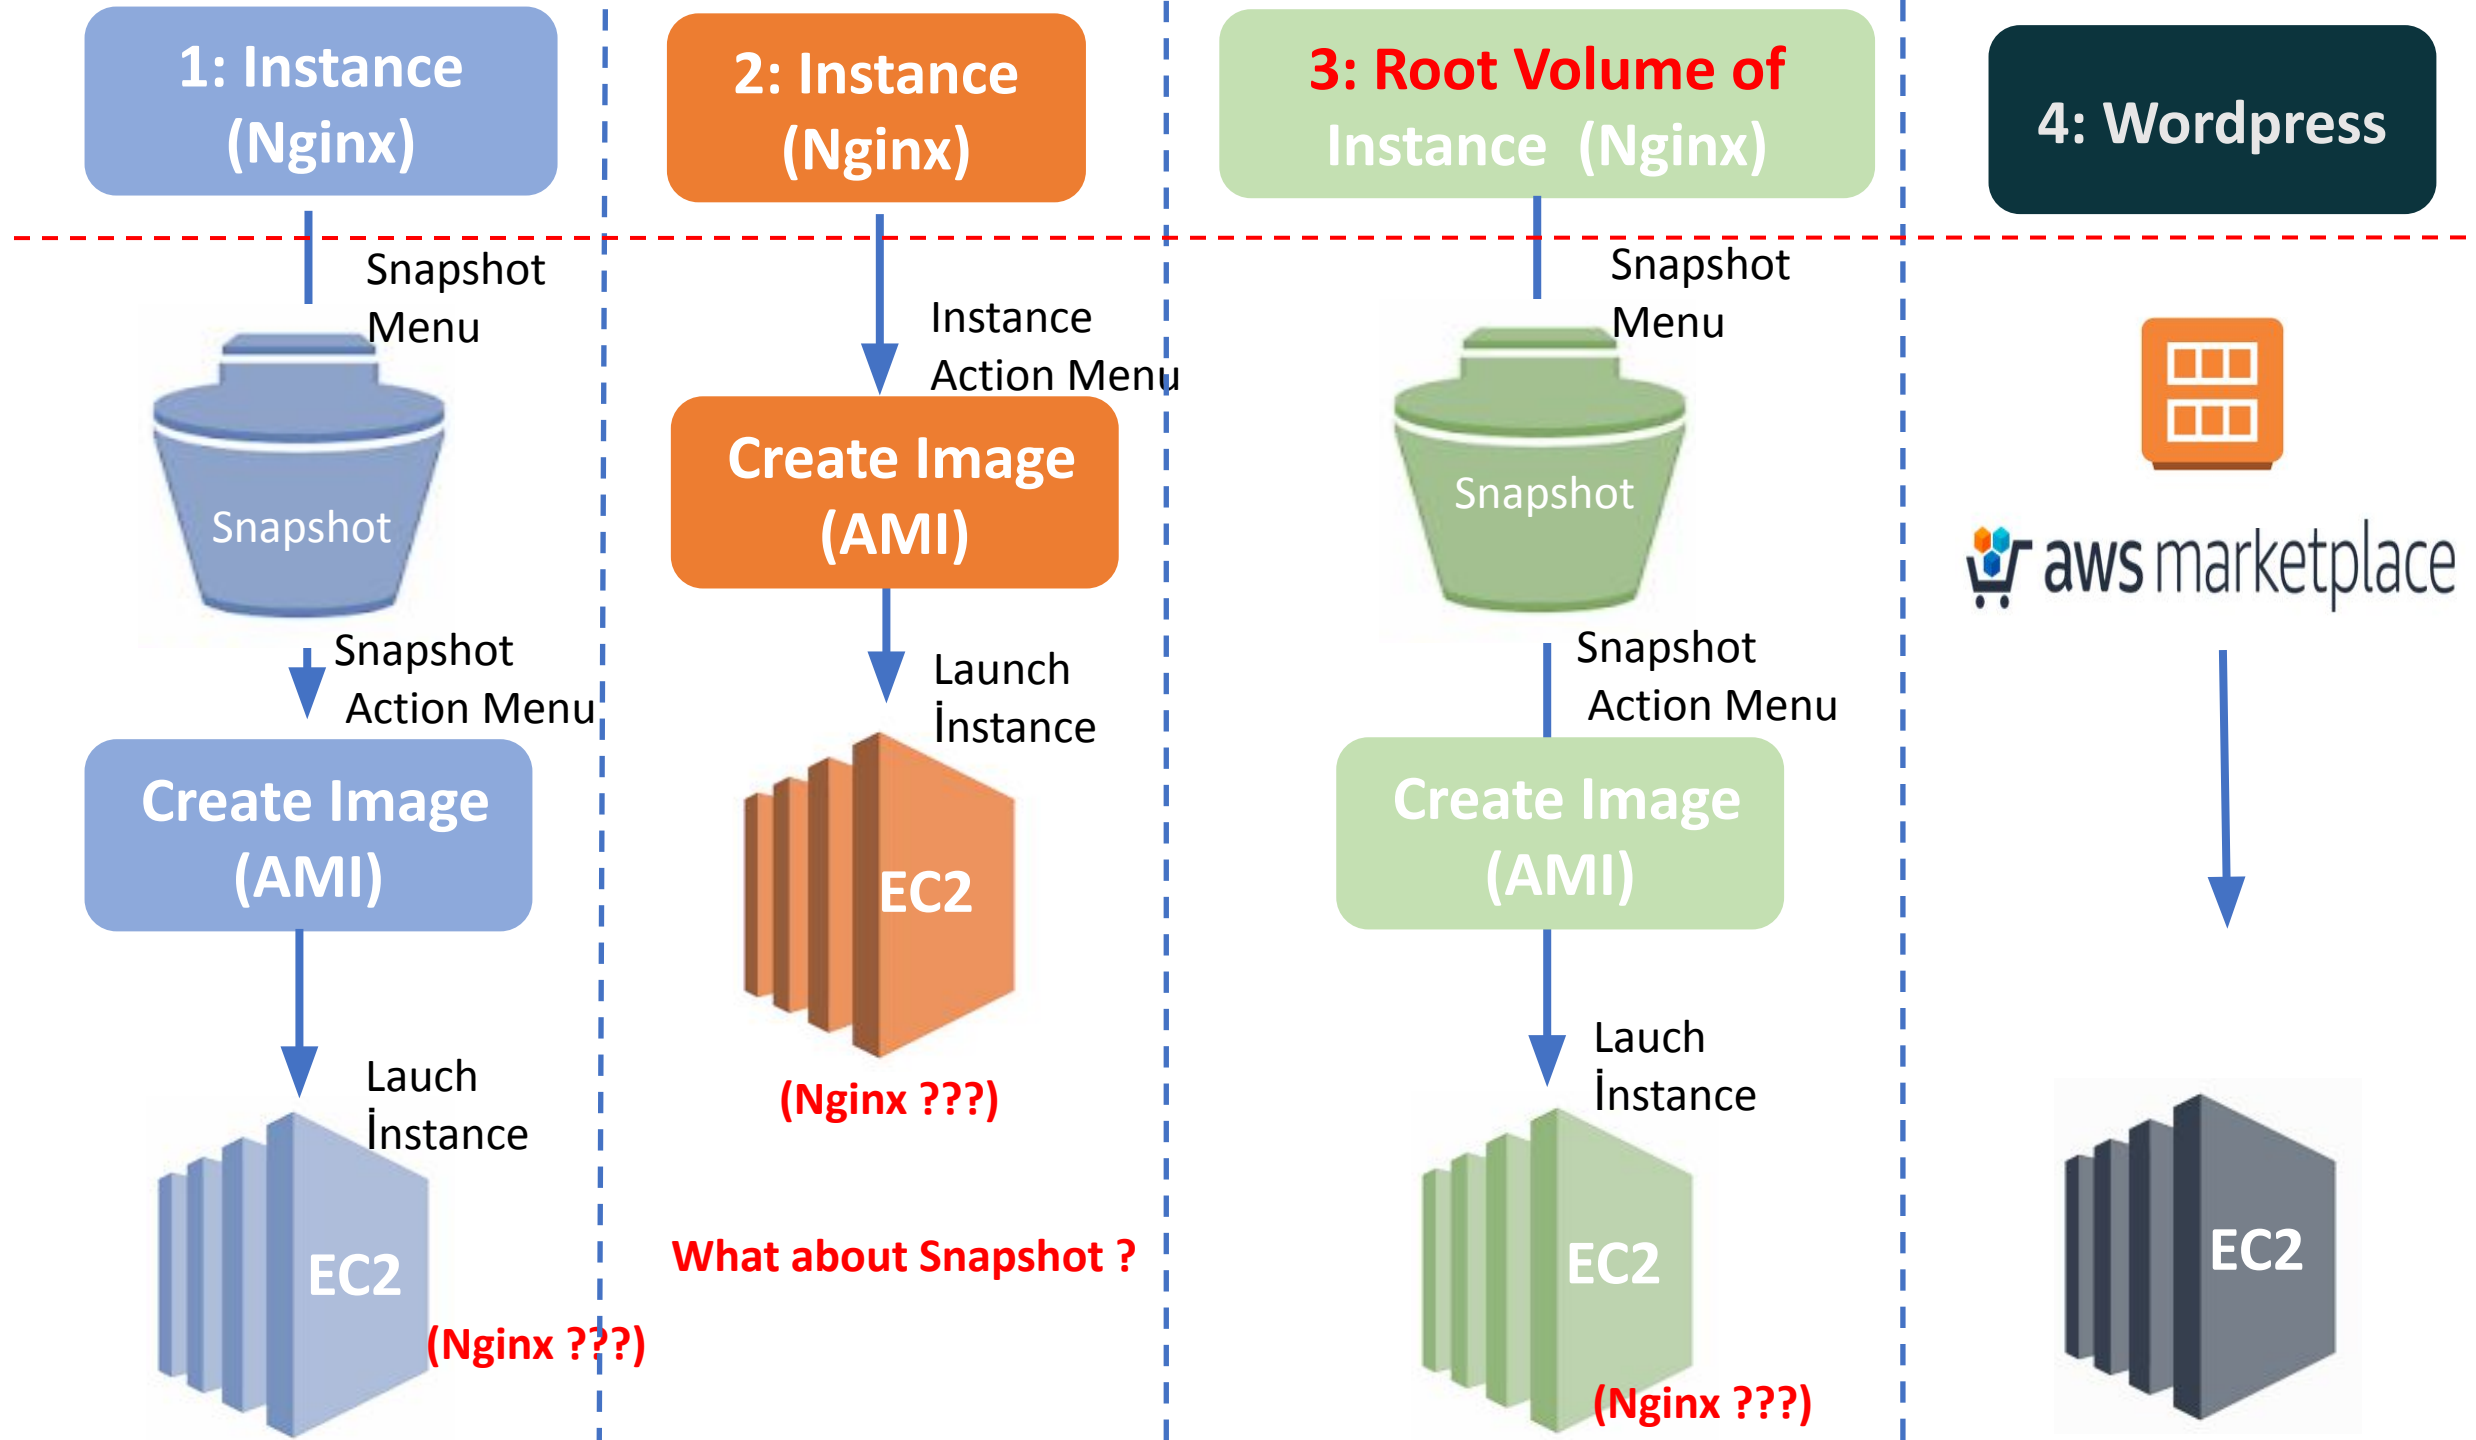 1: Instance
(Nginx)
Snapshot
Menu
Snapshot
Snapshot
Action Menu
Create Image
(AMI)
Lauch
İnstance
EC2
(Nginx ???)
2: Instance
(Nginx)
Instance
Action Menu
Create Image
(AMI)
Launch
İnstance
EC2
(Nginx ???)
What about Snapshot ?
3: Root Volume of
Instance (Nginx)
Snapshot
Menu
Snapshot
Snapshot
Action Menu
Create Image
(AMI)
Lauch
İnstance
EC2
(Nginx ???)
4: Wordpress
aws marketplace
EC2